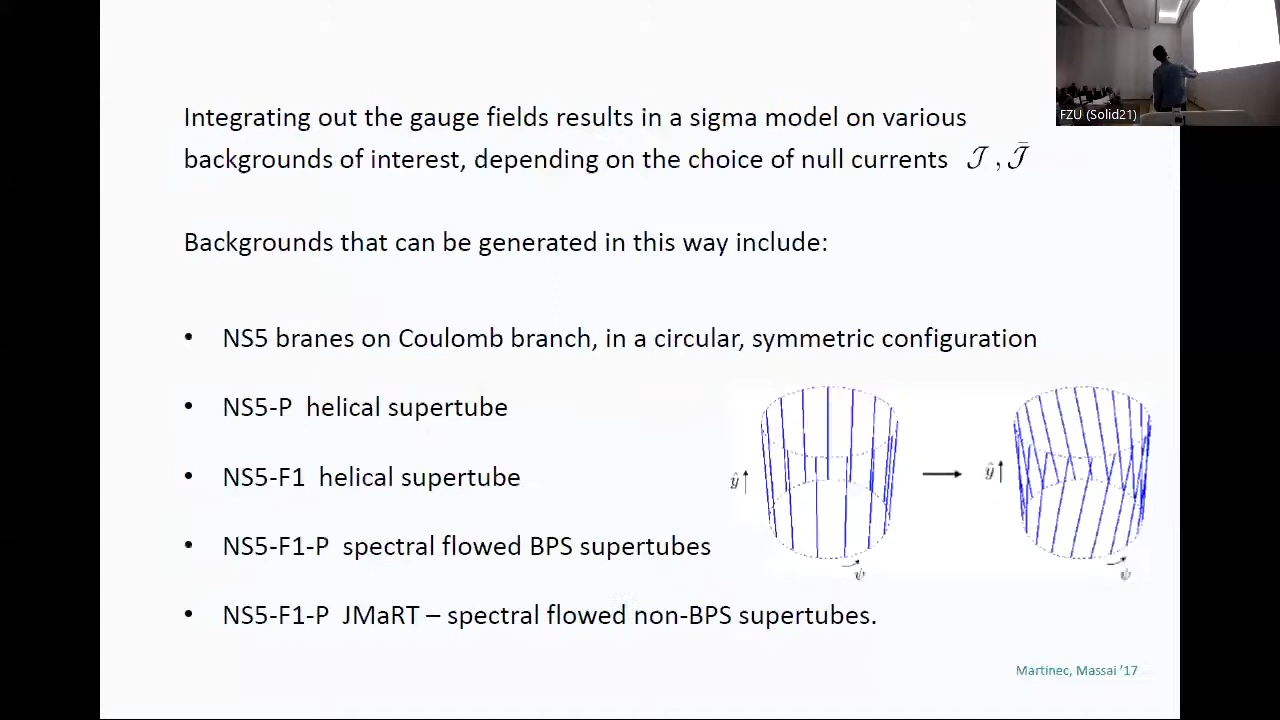 FZU (Solid21)
Integrating out the gauge fields results in a sigma model on various
backgrounds of interest, depending on the choice of null currents 𝒥 , 𝒥̄
Backgrounds that can be generated in this way include:
• NS5 branes on Coulomb branch, in a circular, symmetric configuration
• NS5-P helical supertube
• NS5-F1 helical supertube
• NS5-F1-P spectral flowed BPS supertubes
• NS5-F1-P JMaRT – spectral flowed non-BPS supertubes.
ŷ ŷ
ψ ψ
Martinec, Massai '17